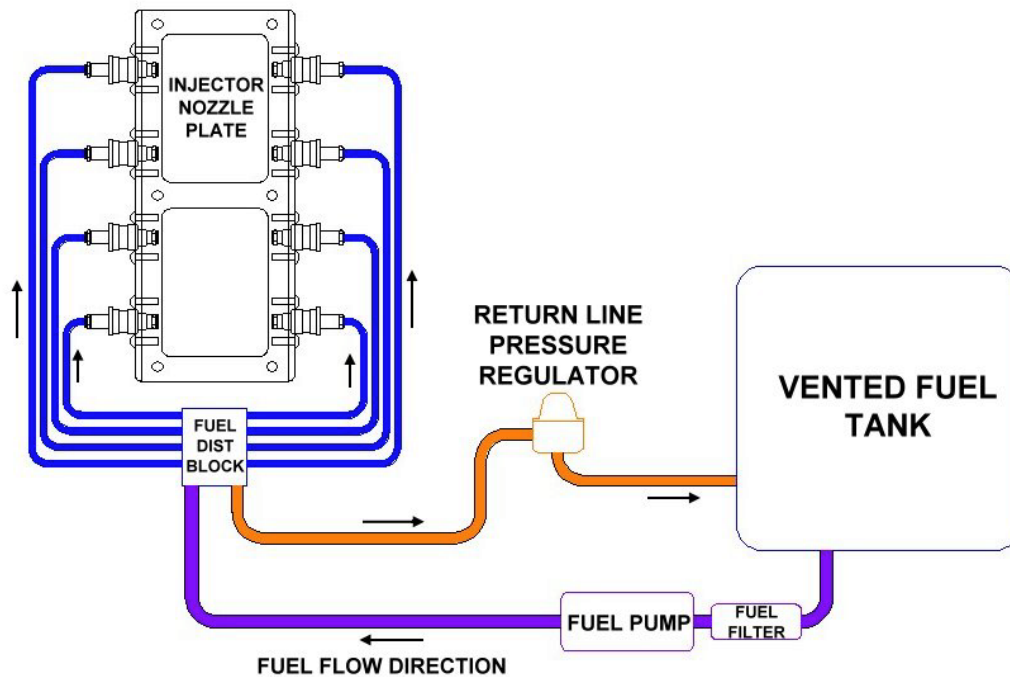 INJECTOR
NOZZLE
PLATE
RETURN LINE
PRESSURE
REGULATOR
VENTED FUEL
TANK
FUEL
DIST
BLOCK
FUEL PUMP
FUEL
FILTER
FUEL FLOW DIRECTION